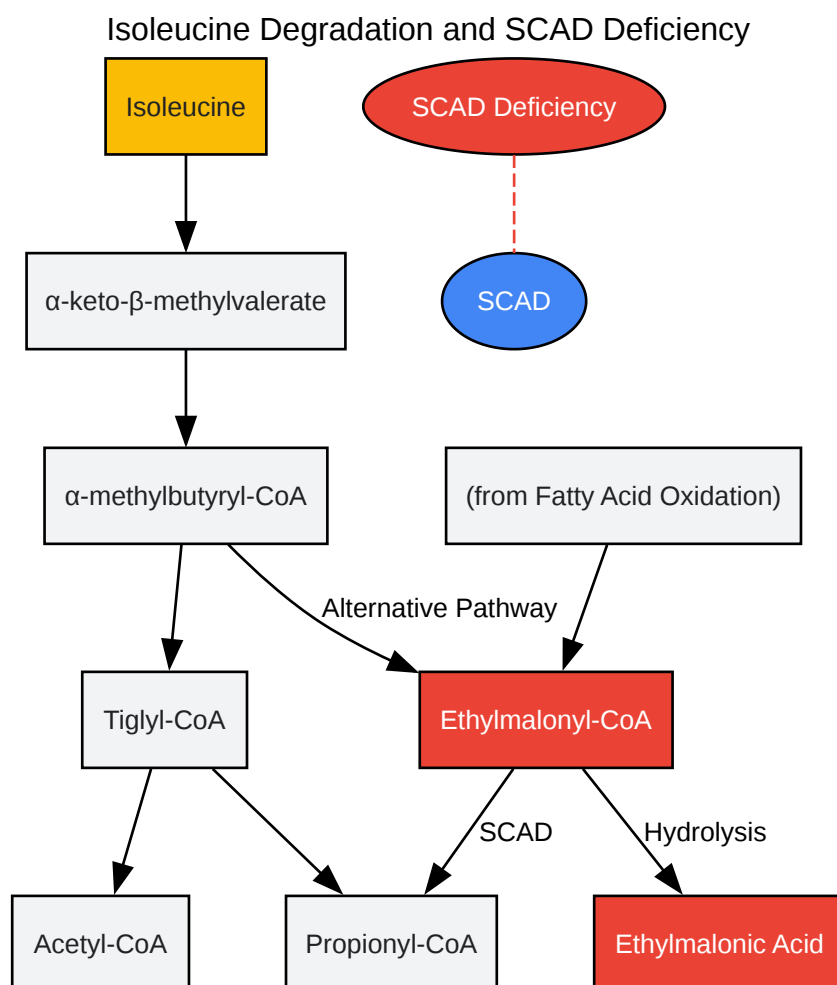 Isoleucine Degradation and SCAD Deficiency
Isoleucine
SCAD Deficiency
α-keto-β-methylvalerate
SCAD
α-methylbutyryl-CoA
(from Fatty Acid Oxidation)
Alternative Pathway
Tiglyl-CoA
Ethylmalonyl-CoA
SCAD
Hydrolysis
Acetyl-CoA
Propionyl-CoA
Ethylmalonic Acid